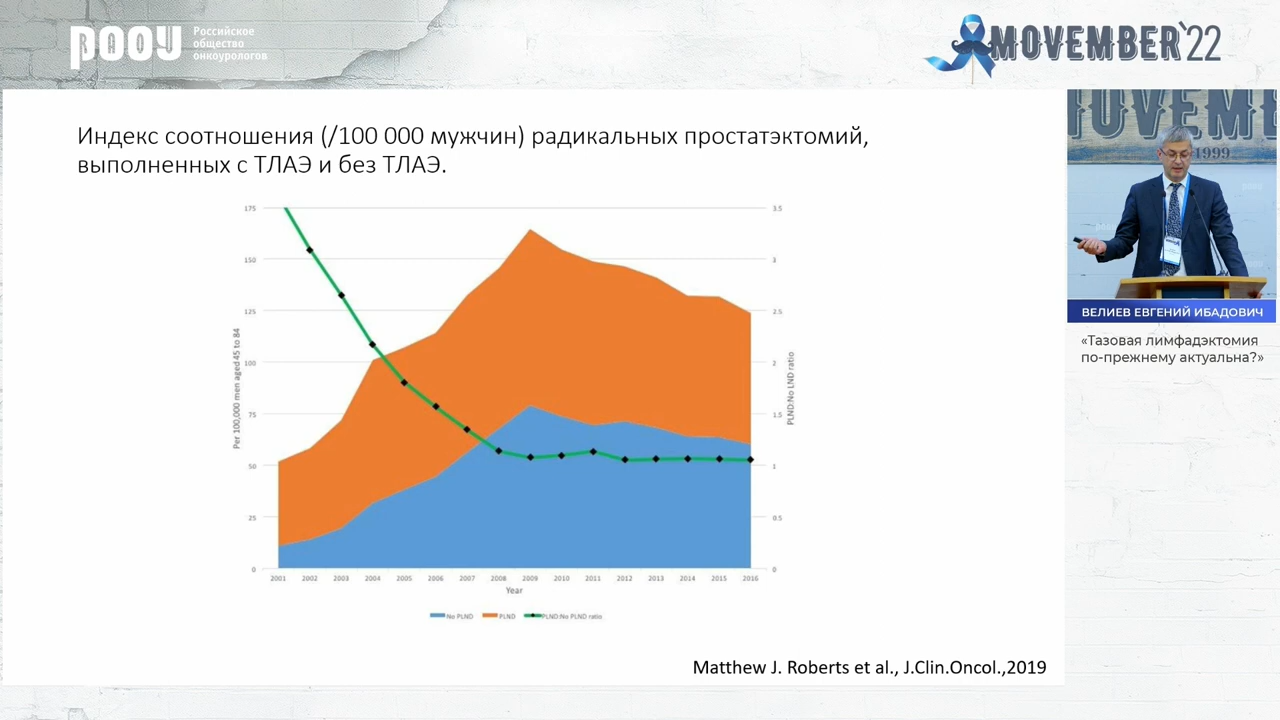 РООУ
Российское
общество
онкоурологов
MOVEMBER'22
Индекс соотношения (/100 000 мужчин) радикальных простатэктомий,
выполненных с ТЛАЭ и без ТЛАЭ.
175
150
125
100
75
50
25
0
Per 100,000 men aged 45 to 84
3.5
3
2.5
2
1.5
1
0.5
0
PLND:No LND ratio
2001 2002 2003 2004 2005 2006 2007 2008 2009 2010 2011 2012 2013 2014 2015 2016
Year
No PLND PLND PLND:No PLND ratio
Matthew J. Roberts et al., J.Clin.Oncol.,2019
MOVEME
1999
ВЕЛИЕВ ЕВГЕНИЙ ИБАДОВИЧ
«Тазовая лимфадэктомия
по-прежнему актуальна?»